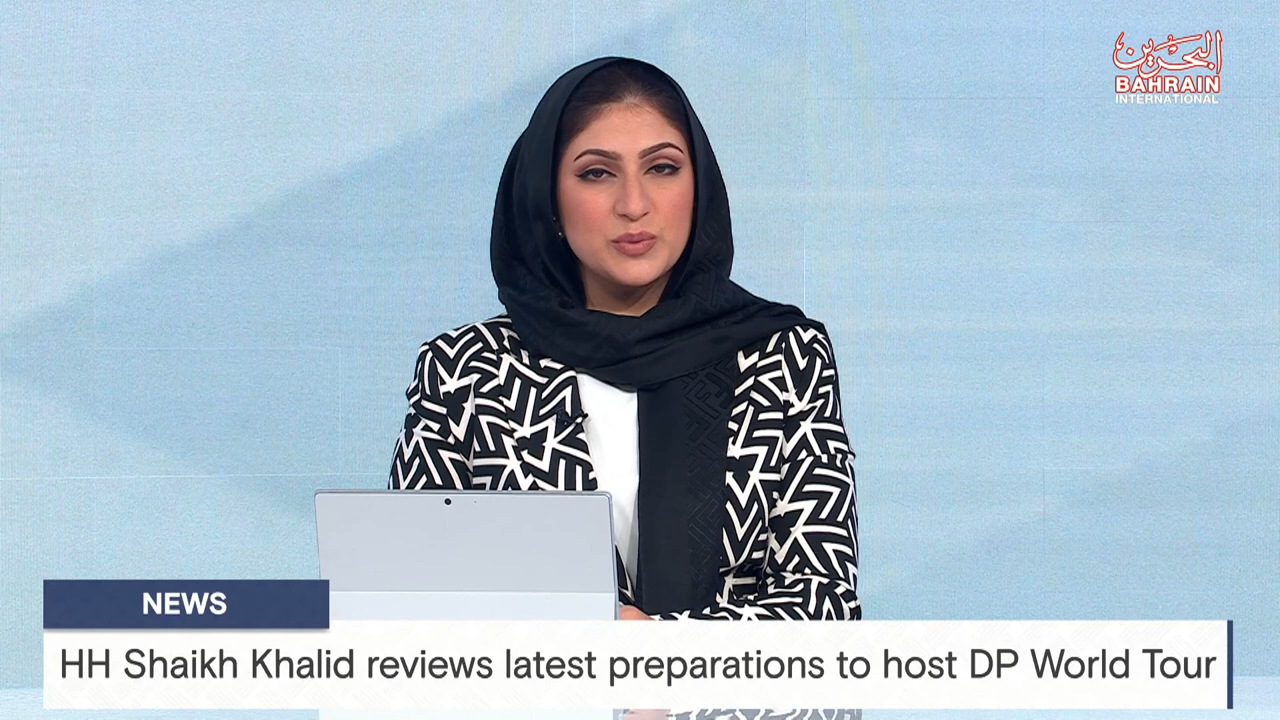 البحرين
BAHRAIN
INTERNATIONAL
NEWS
HH Shaikh Khalid reviews latest preparations to host DP World Tour